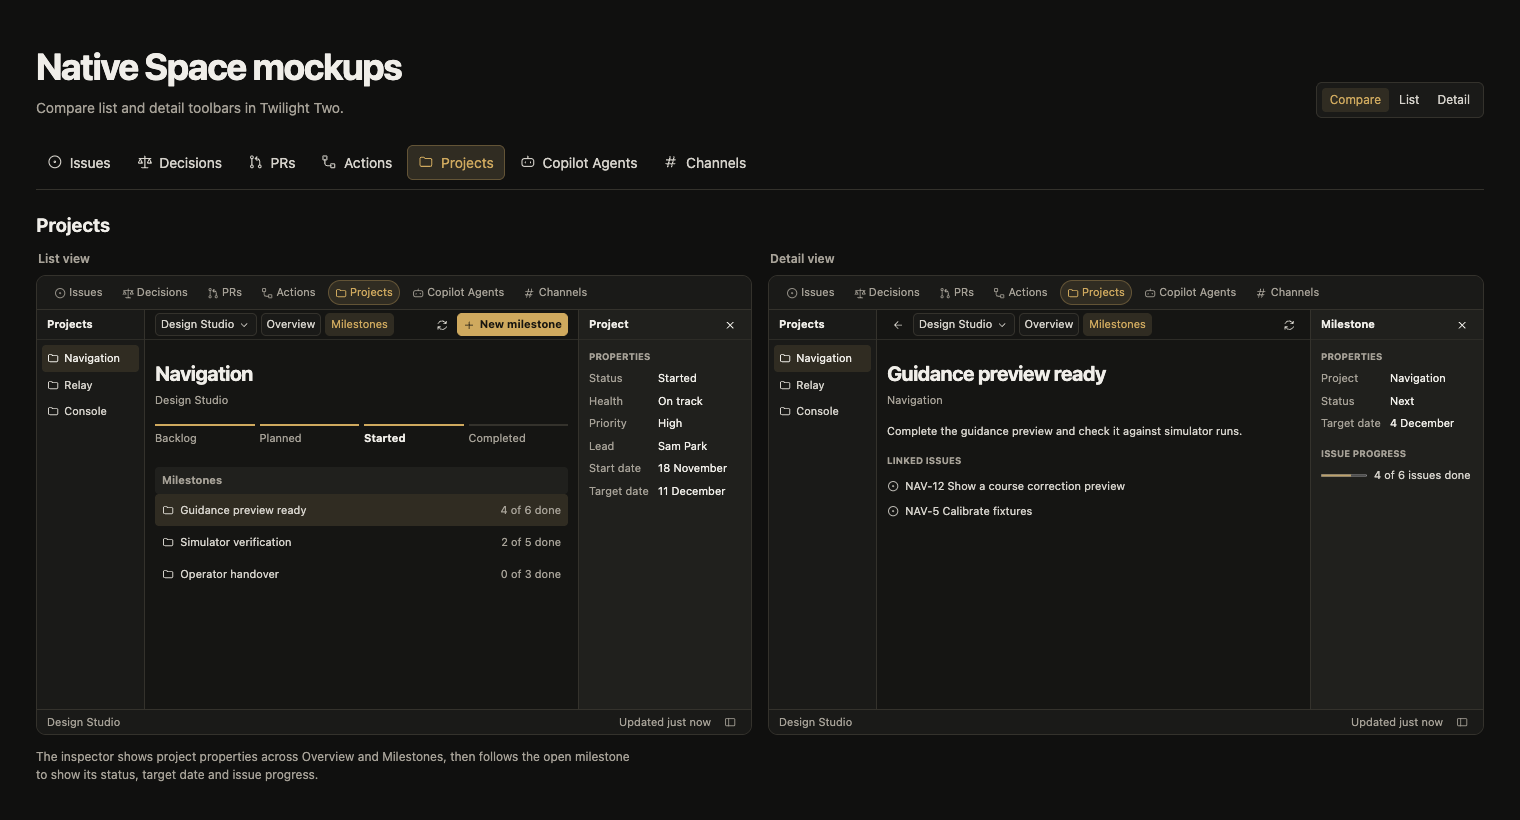 Native Space mockups
Compare list and detail toolbars in Twilight Two.
Compare List Detail
Issues Decisions PRs Actions Projects Copilot Agents Channels
Projects
List view
Issues Decisions PRs Actions Projects Copilot Agents Channels
Projects
Design Studio Overview Milestones New milestone
Project
Navigation
Relay
Console
Navigation
Design Studio
Backlog Planned Started Completed
Milestones
Guidance preview ready 4 of 6 done
Simulator verification 2 of 5 done
Operator handover 0 of 3 done
PROPERTIES
Status Started
Health On track
Priority High
Lead Sam Park
Start date 18 November
Target date 11 December
Design Studio Updated just now
Detail view
Issues Decisions PRs Actions Projects Copilot Agents Channels
Projects
Design Studio Overview Milestones
Milestone
Navigation
Relay
Console
Guidance preview ready
Navigation
Complete the guidance preview and check it against simulator runs.
LINKED ISSUES
NAV-12 Show a course correction preview
NAV-5 Calibrate fixtures
PROPERTIES
Project Navigation
Status Next
Target date 4 December
ISSUE PROGRESS
4 of 6 issues done
Design Studio Updated just now
The inspector shows project properties across Overview and Milestones, then follows the open milestone
to show its status, target date and issue progress.